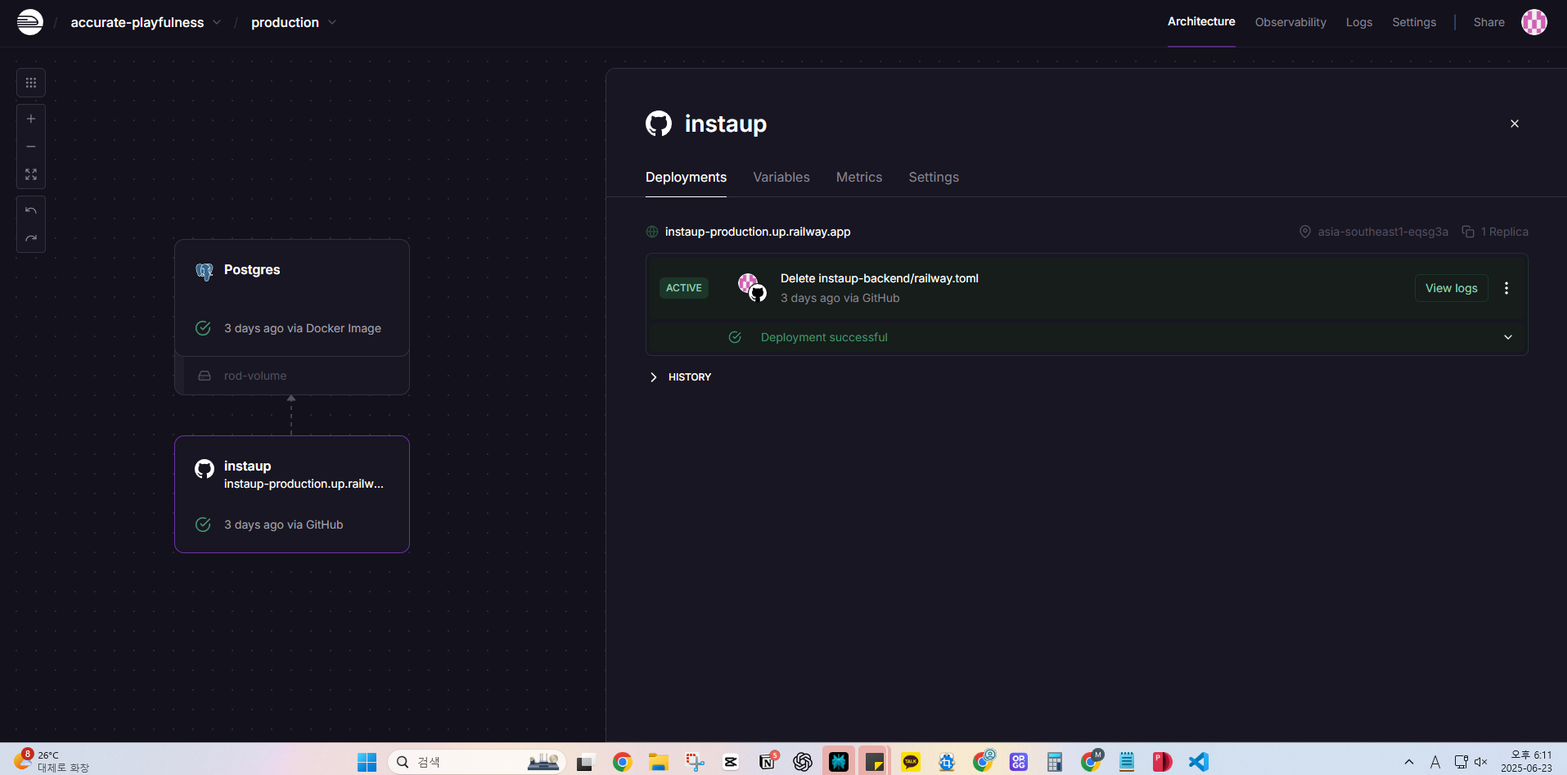 / accurate-playfulness / production
Architecture Observability Logs Settings | Share
instaup
Deployments Variables Metrics Settings
instaup-production.up.railway.app
asia-southeast1-eqsg3a 1 Replica
ACTIVE
Delete instaup-backend/railway.toml
3 days ago via GitHub
View logs
Deployment successful
HISTORY
Postgres
3 days ago via Docker Image
rod-volume
instaup
instaup-production.up.railw...
3 days ago via GitHub
8
26°C
대체로 화창
검색
5
TALK
OP
GG
M
P
A
오후 6:11
2025-06-23